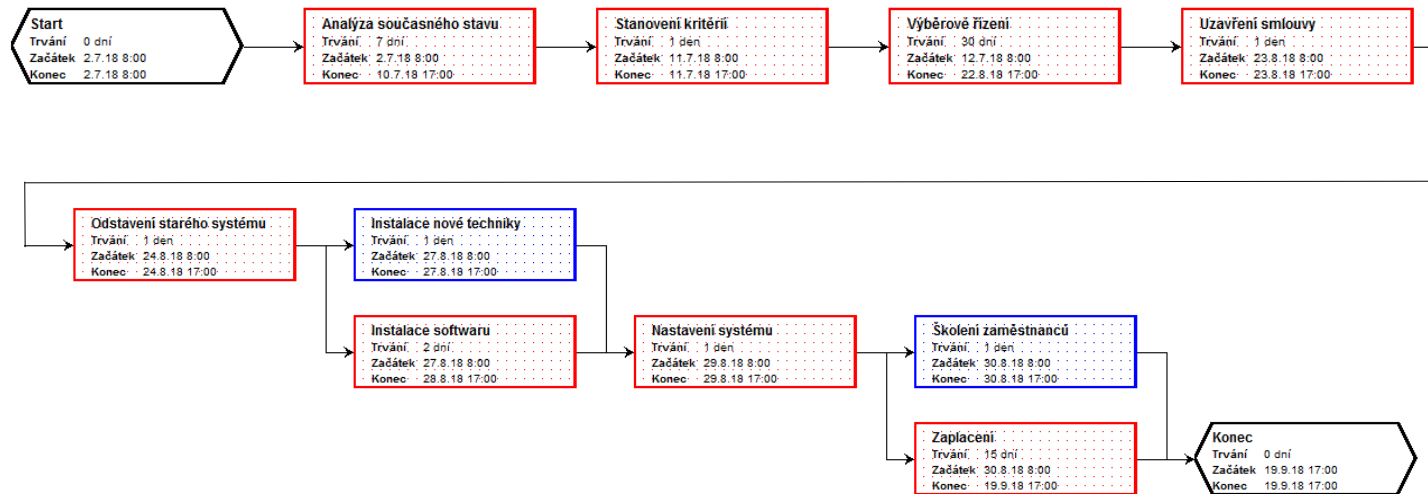 Start
Trvání 0 dní
Začátek 2.7.18 8:00
Konec 2.7.18 8:00
Analýza současného stavu
Trvání 7 dní
Začátek 2.7.18 8:00
Konec 10.7.18 17:00
Stanovení kritérií
Trvání 1 den
Začátek 11.7.18 8:00
Konec 11.7.18 17:00
Výběrové řízení
Trvání 30 dní
Začátek 12.7.18 8:00
Konec 22.8.18 17:00
Uzavření smlouvy
Trvání 1 den
Začátek 23.8.18 8:00
Konec 23.8.18 17:00
Odstavení starého systému
Trvání 1 den
Začátek 24.8.18 8:00
Konec 24.8.18 17:00
Instalace nové techniky
Trvání 1 den
Začátek 27.8.18 8:00
Konec 27.8.18 17:00
Instalace softwaru
Trvání 2 dní
Začátek 27.8.18 8:00
Konec 28.8.18 17:00
Nastavení systému
Trvání 1 den
Začátek 29.8.18 8:00
Konec 29.8.18 17:00
Školení zaměstnanců
Trvání 1 den
Začátek 30.8.18 8:00
Konec 30.8.18 17:00
Zaplacení
Trvání 15 dní
Začátek 30.8.18 8:00
Konec 19.9.18 17:00
Konec
Trvání 0 dní
Začátek 19.9.18 17:00
Konec 19.9.18 17:00